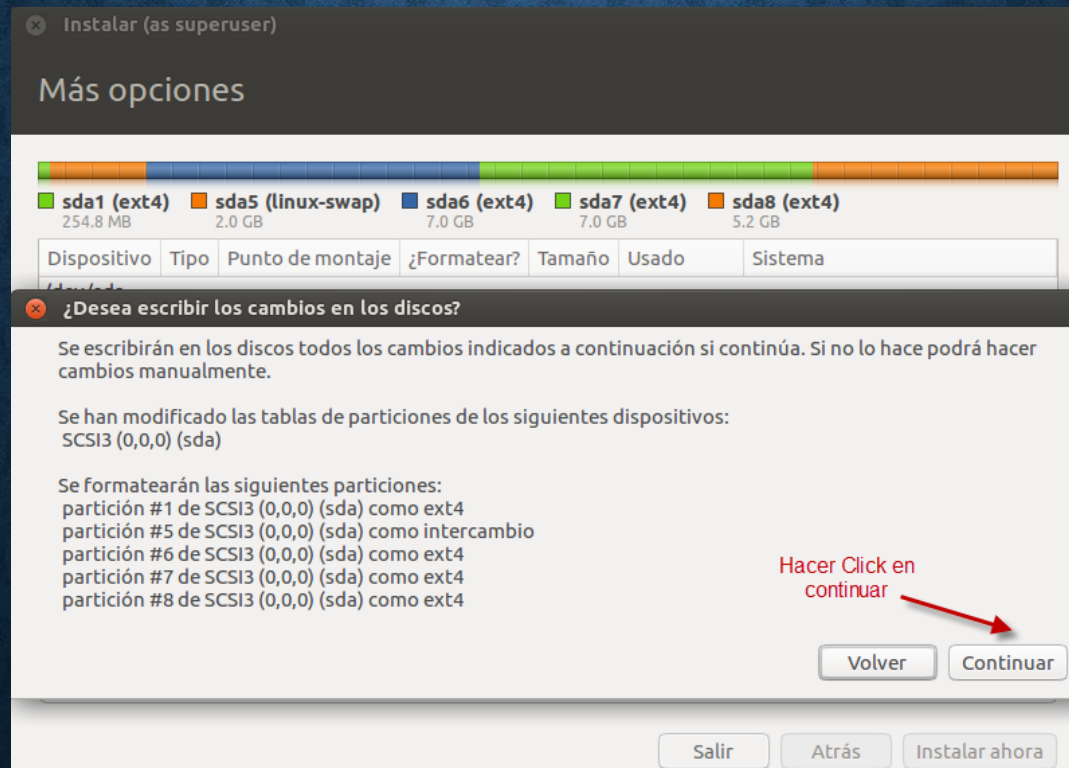 Instalar (as superuser)
Más opciones
sda1 (ext4) sda5 (linux-swap) sda6 (ext4) sda7 (ext4) sda8 (ext4)
254.8 MB 2.0 GB 7.0 GB 7.0 GB 5.2 GB
Dispositivo Tipo Punto de montaje ¿Formatear? Tamaño Usado Sistema
/dev/sda
¿Desea escribir los cambios en los discos?
Se escribirán en los discos todos los cambios indicados a continuación si continúa. Si no lo hace podrá hacer
cambios manualmente.
Se han modificado las tablas de particiones de los siguientes dispositivos:
SCSI3 (0,0,0) (sda)
Se formatearán las siguientes particiones:
partición #1 de SCSI3 (0,0,0) (sda) como ext4
partición #5 de SCSI3 (0,0,0) (sda) como intercambio
partición #6 de SCSI3 (0,0,0) (sda) como ext4
partición #7 de SCSI3 (0,0,0) (sda) como ext4
partición #8 de SCSI3 (0,0,0) (sda) como ext4
Hacer Click en
continuar
Volver Continuar
Salir Atrás Instalar ahora